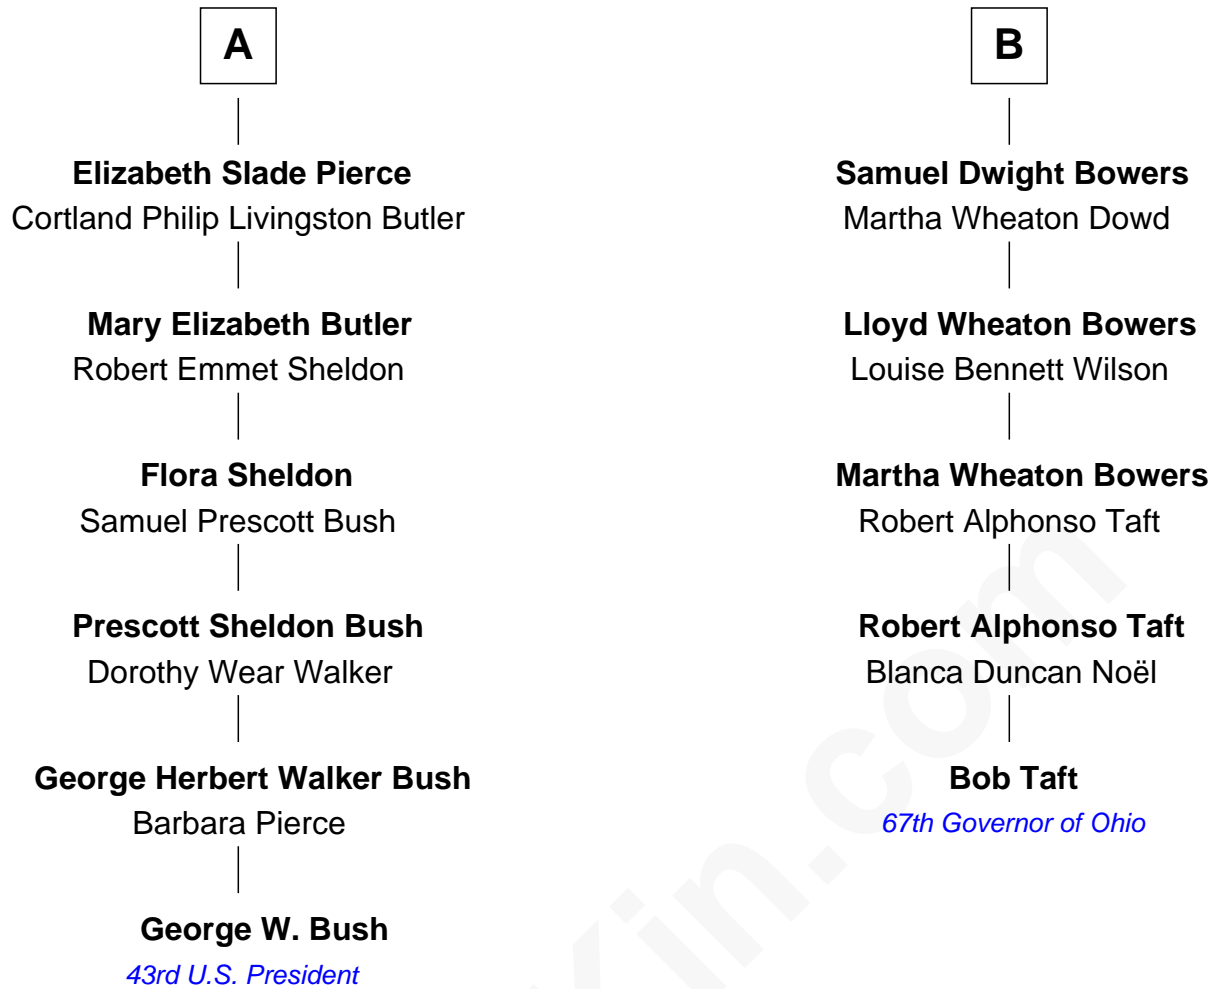 A
Elizabeth Slade Pierce
Cortland Philip Livingston Butler
Mary Elizabeth Butler
Robert Emmet Sheldon
Flora Sheldon
Samuel Prescott Bush
Prescott Sheldon Bush
Dorothy Wear Walker
George Herbert Walker Bush
Barbara Pierce
George W. Bush
43rd U.S. President
B
Samuel Dwight Bowers
Martha Wheaton Dowd
Lloyd Wheaton Bowers
Louise Bennett Wilson
Martha Wheaton Bowers
Robert Alphonso Taft
Robert Alphonso Taft
Blanca Duncan Noël
Bob Taft
67th Governor of Ohio
Kin.com